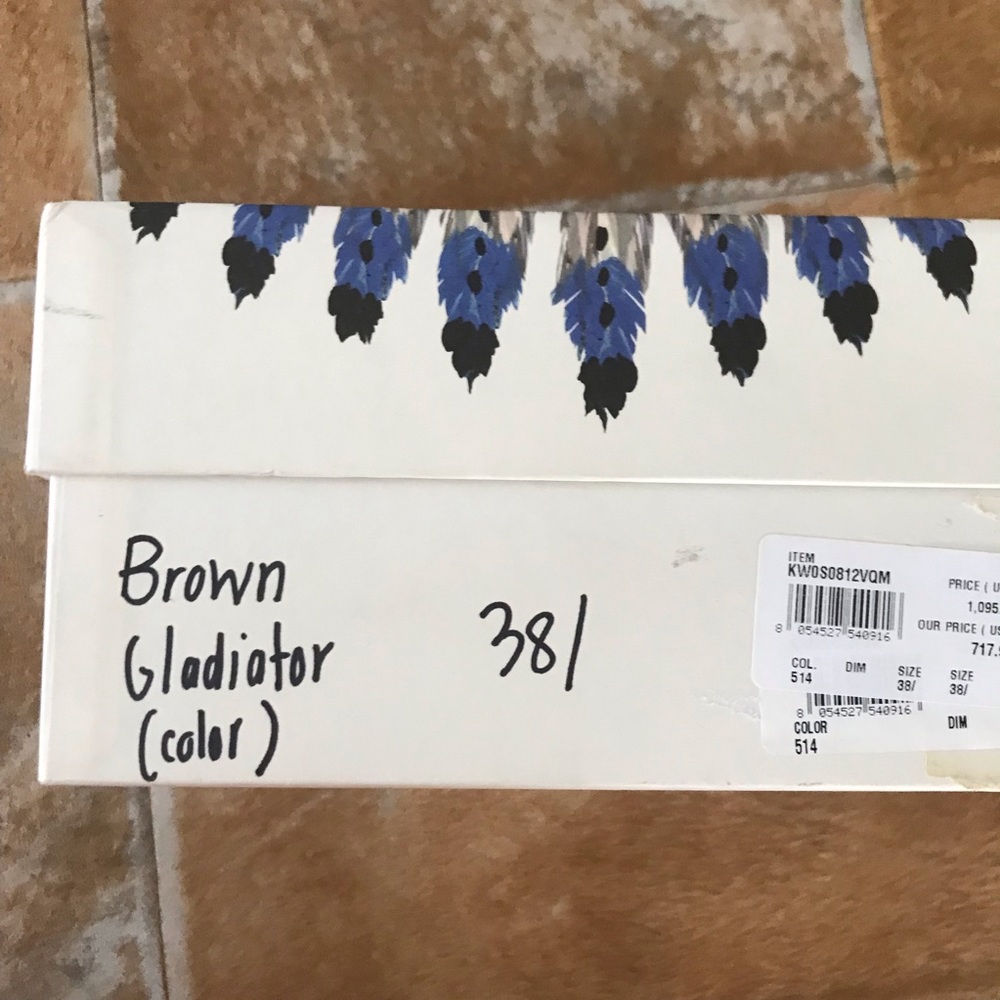 Brown
Gladiator
(color)
38/
ITEM
KW0S0812VQM
8 054527 540916
PRICE ( U
1,095
OUR PRICE ( US
717.
COL. DIM SIZE SIZE
514 38/ 38/
8 054527 540916
COLOR DIM
514